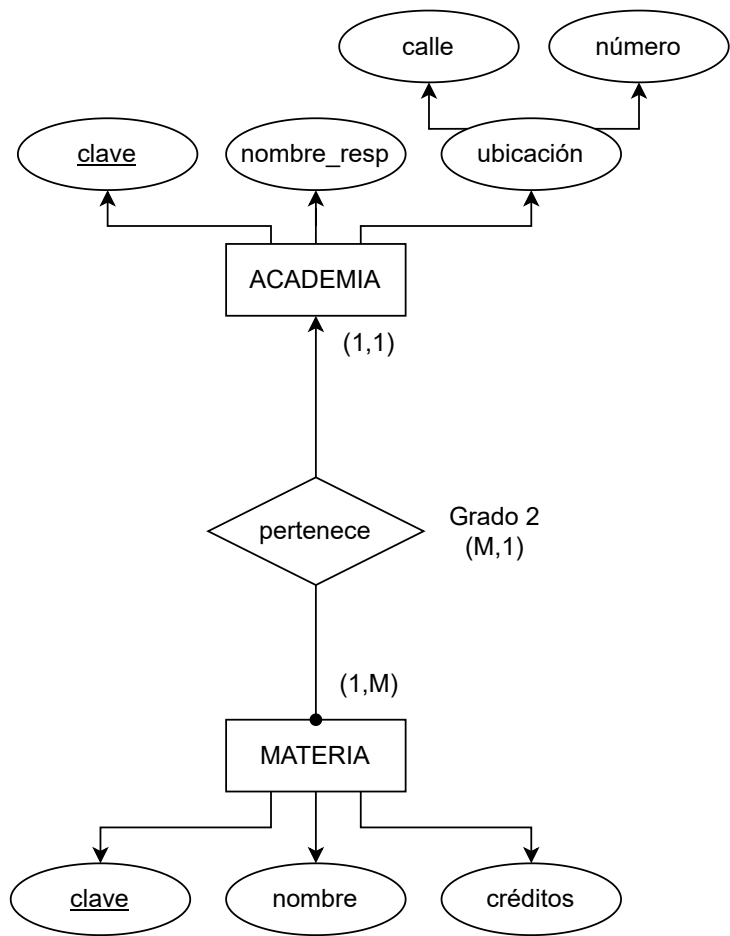 calle
número
clave
nombre_resp
ubicación
ACADEMIA
(1,1)
pertenece
Grado 2
(M,1)
(1,M)
MATERIA
clave
nombre
créditos